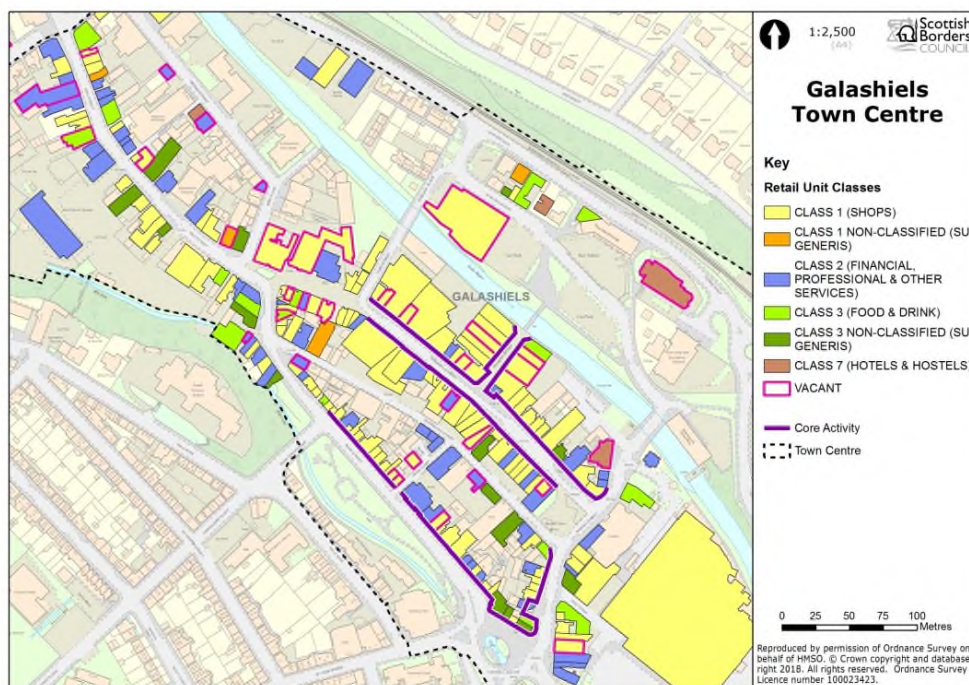 1:2,500
(A4)
Scottish
Borders
COUNCIL
Galashiels
Town Centre
Key
Retail Unit Classes
CLASS 1 (SHOPS)
CLASS 1 NON-CLASSIFIED (SU
GENERIS)
CLASS 2 (FINANCIAL,
PROFESSIONAL & OTHER
SERVICES)
CLASS 3 (FOOD & DRINK)
CLASS 3 NON-CLASSIFIED (SU
GENERIS)
CLASS 7 (HOTELS & HOSTELS)
VACANT
Core Activity
Town Centre
GALASHIELS
0 25 50 75 100
Metres
Reproduced by permission of Ordnance Survey on
behalf of HMSO. © Crown copyright and database
right 2018. All rights reserved. Ordnance Survey
Licence number 100023423.